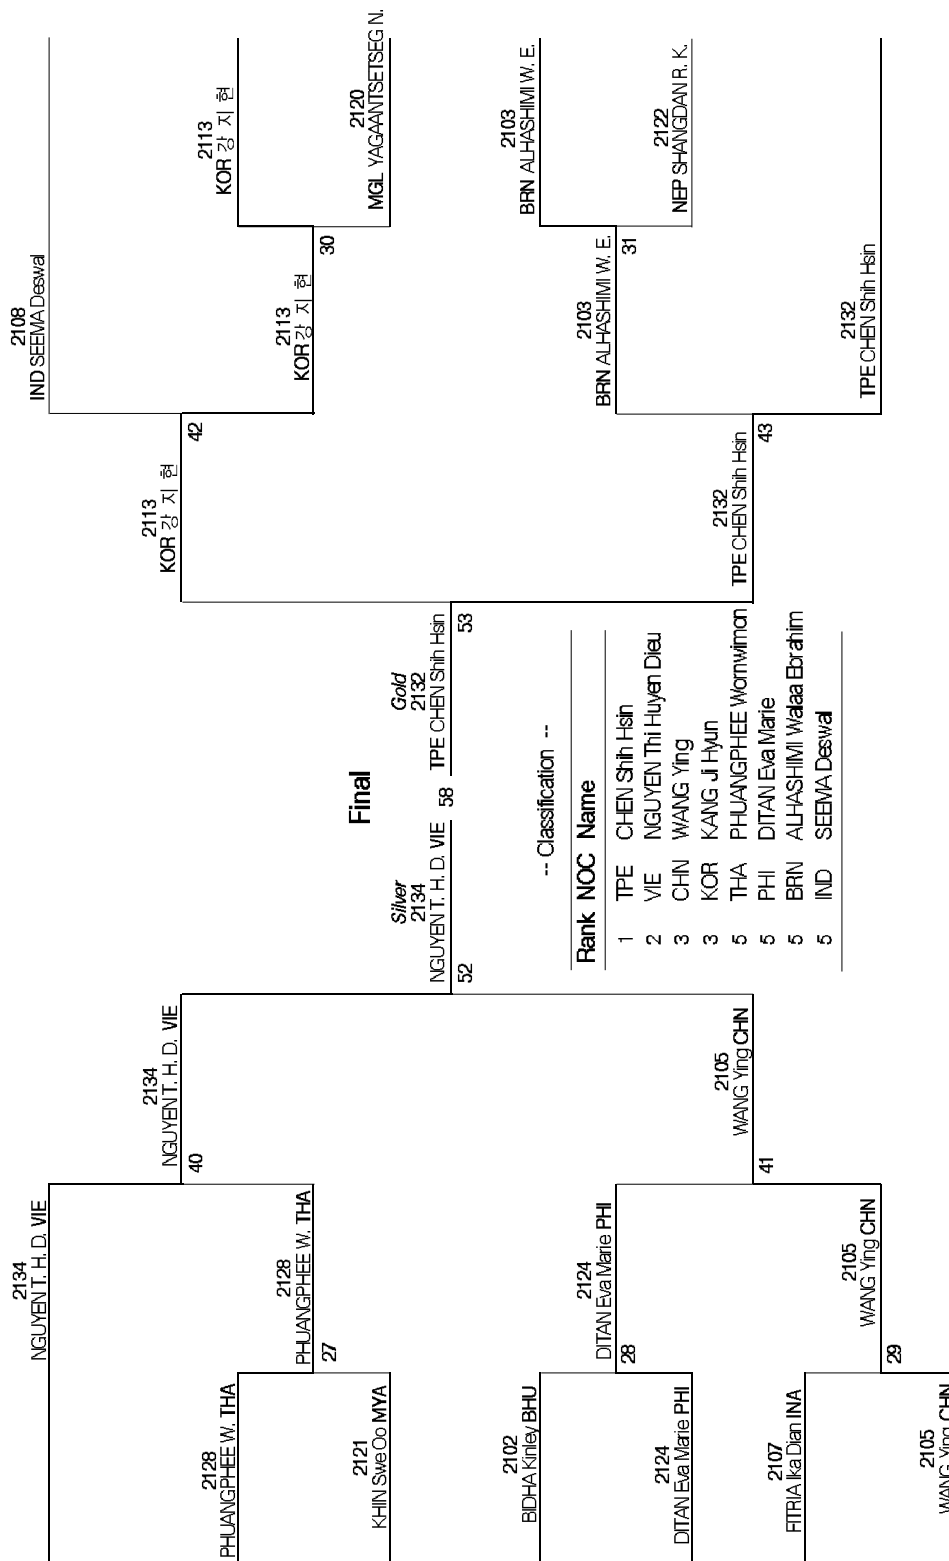 2134
NGUYEN T. H. D. VIE
2128
PHUANGPHEE W. THA
2121
KHIN Swe Oo MYA
27
2128
PHUANGPHEE W. THA
40
2134
NGUYEN T. H. D. VIE
2102
BIDHA Kinley BHU
2124
DITAN Eva Marie PHI
28
2124
DITAN Eva Marie PHI
2107
FITRIA Ika Dian INA
2105
WANG Ying CHN
29
2105
WANG Ying CHN
41
2105
WANG Ying CHN
52
Silver
2134
NGUYEN T. H. D. VIE
Final
58
Gold
2132
TPE CHEN Shih Hsin
53
-- Classification --
Rank NOC Name
1 TPE CHEN Shih Hsin
2 VIE NGUYEN Thi Huyen Dieu
3 CHN WANG Ying
3 KOR KANG Ji Hyun
5 THA PHUANGPHEE Wornwimon
5 PHI DITAN Eva Marie
5 BRN ALHASHIMI Walaa Ebrahim
5 IND SEEMA Deswal
2113
KOR 강 지 현
42
2108
IND SEEMA Deswal
2113
KOR 강 지 현
30
2113
KOR 강 지 현
2120
MGL YAGAANTSETSEG N.
2132
TPE CHEN Shih Hsin
43
2103
BRN ALHASHIMI W. E.
31
2103
BRN ALHASHIMI W. E.
2122
NEP SHANGDAN R. K.
2132
TPE CHEN Shih Hsin